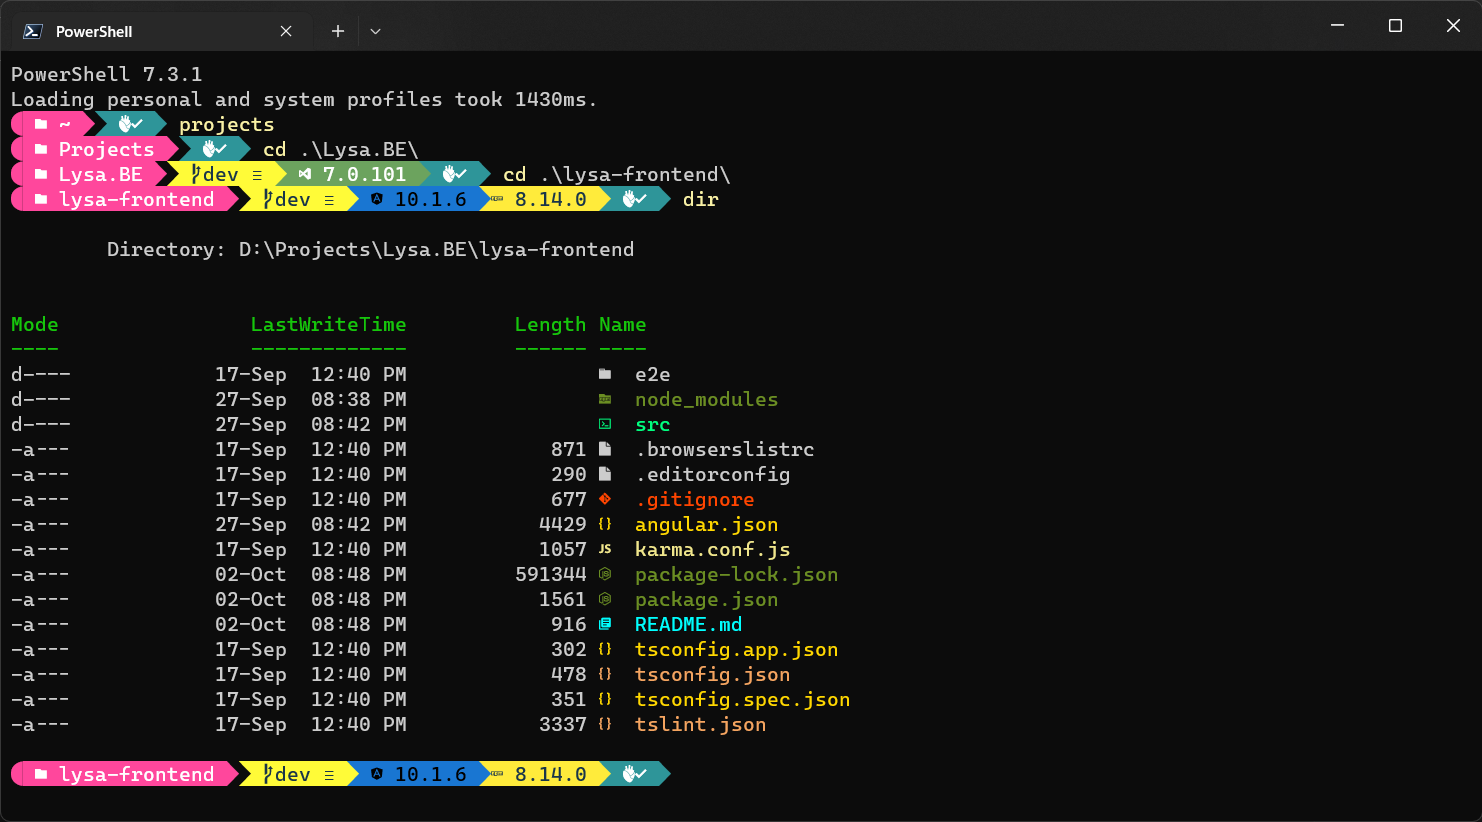 PowerShell
PowerShell 7.3.1
Loading personal and system profiles took 1430ms.
~ projects
Projects cd .\Lysa.BE\
Lysa.BE dev ≡ 7.0.101 cd .\lysa-frontend\
lysa-frontend dev ≡ 10.1.6 8.14.0 dir
Directory: D:\Projects\Lysa.BE\lysa-frontend
Mode LastWriteTime Length Name
---- ------------- ------ ----
d---- 17-Sep 12:40 PM e2e
d---- 27-Sep 08:38 PM node_modules
d---- 27-Sep 08:42 PM src
-a--- 17-Sep 12:40 PM 871 .browserslistrc
-a--- 17-Sep 12:40 PM 290 .editorconfig
-a--- 17-Sep 12:40 PM 677 .gitignore
-a--- 27-Sep 08:42 PM 4429 angular.json
-a--- 17-Sep 12:40 PM 1057 JS karma.conf.js
-a--- 02-Oct 08:48 PM 591344 package-lock.json
-a--- 02-Oct 08:48 PM 1561 package.json
-a--- 02-Oct 08:48 PM 916 README.md
-a--- 17-Sep 12:40 PM 302 {} tsconfig.app.json
-a--- 17-Sep 12:40 PM 478 {} tsconfig.json
-a--- 17-Sep 12:40 PM 351 {} tsconfig.spec.json
-a--- 17-Sep 12:40 PM 3337 {} tslint.json
lysa-frontend dev ≡ 10.1.6 8.14.0